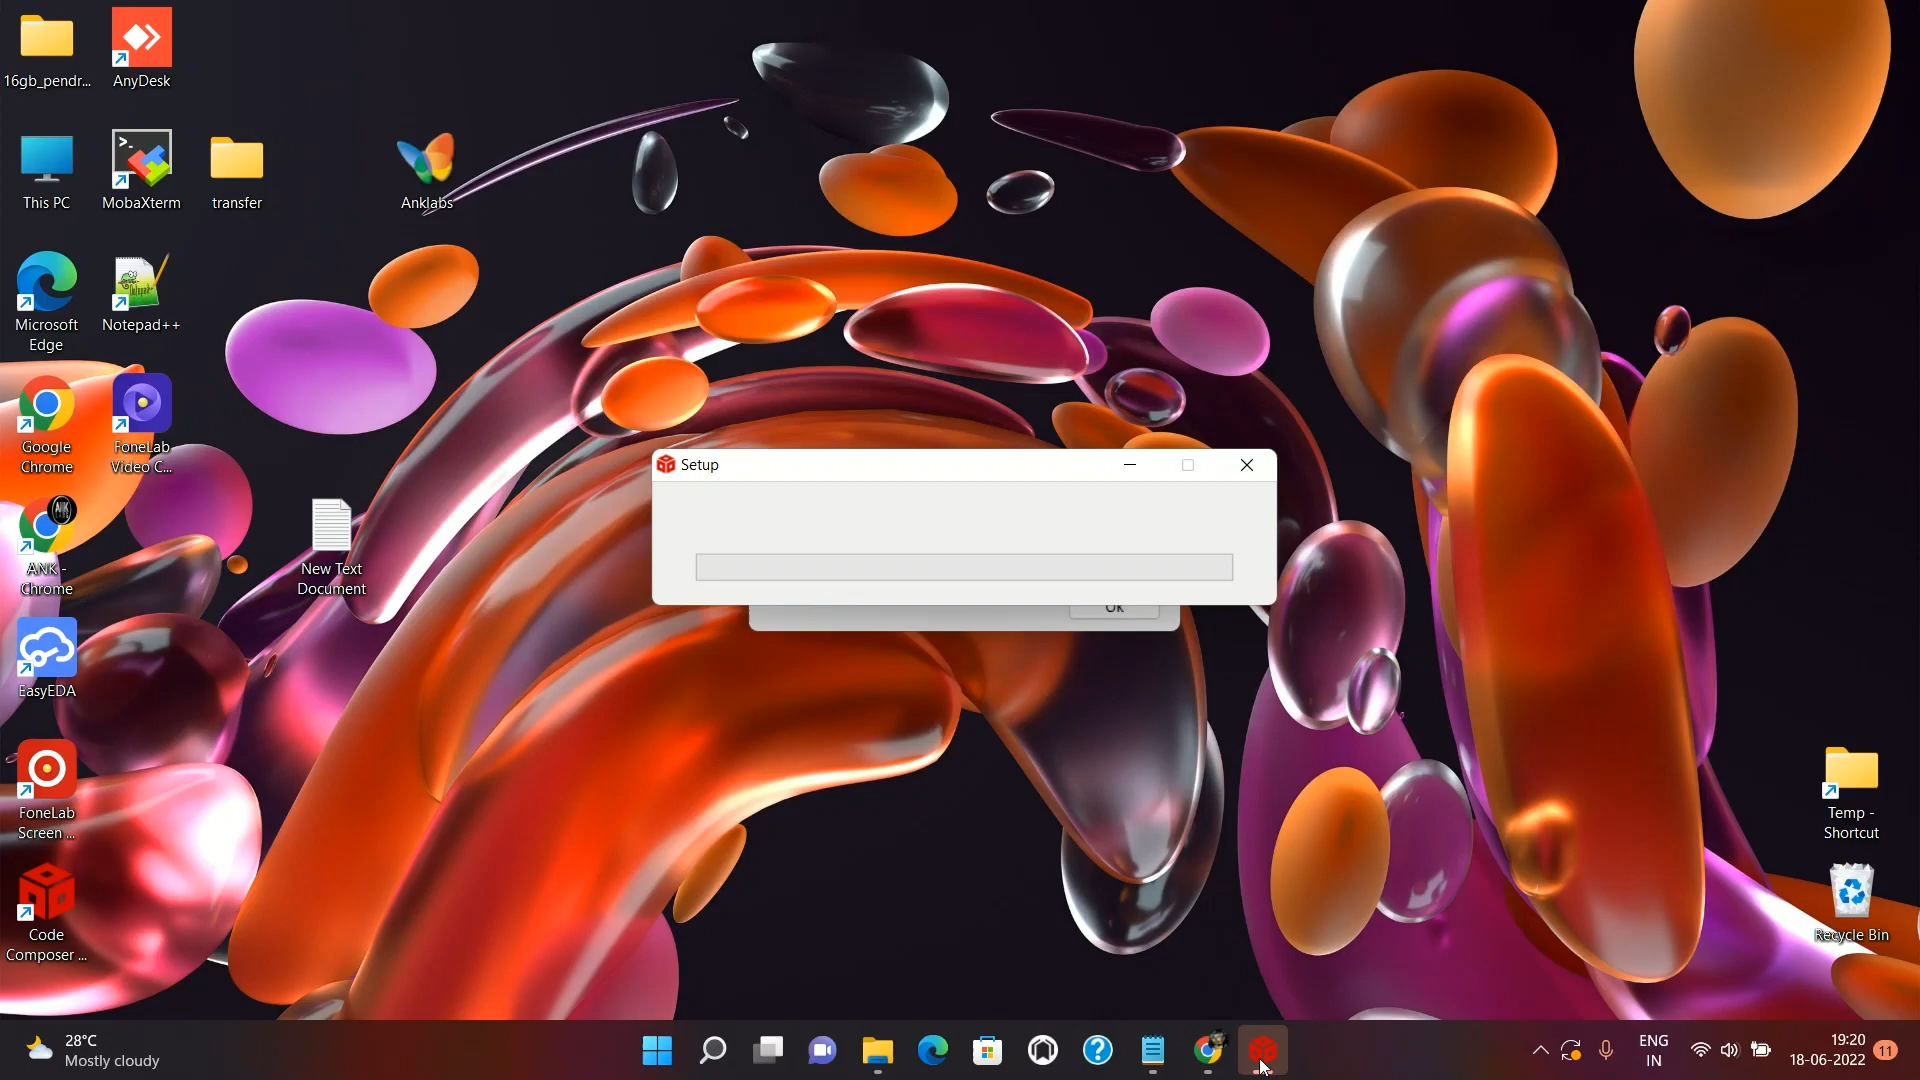 16gb_pendr...
AnyDesk
This PC
MobaXterm
transfer
Anklabs
Microsoft
Edge
Notepad++
Google
Chrome
FoneLab
Video C...
ANK -
Chrome
New Text
Document
EasyEDA
FoneLab
Screen ...
Code
Composer ...
Setup
Ok
Temp -
Shortcut
Recycle Bin
28°C
Mostly cloudy
ENG
IN
19:20
18-06-2022
11